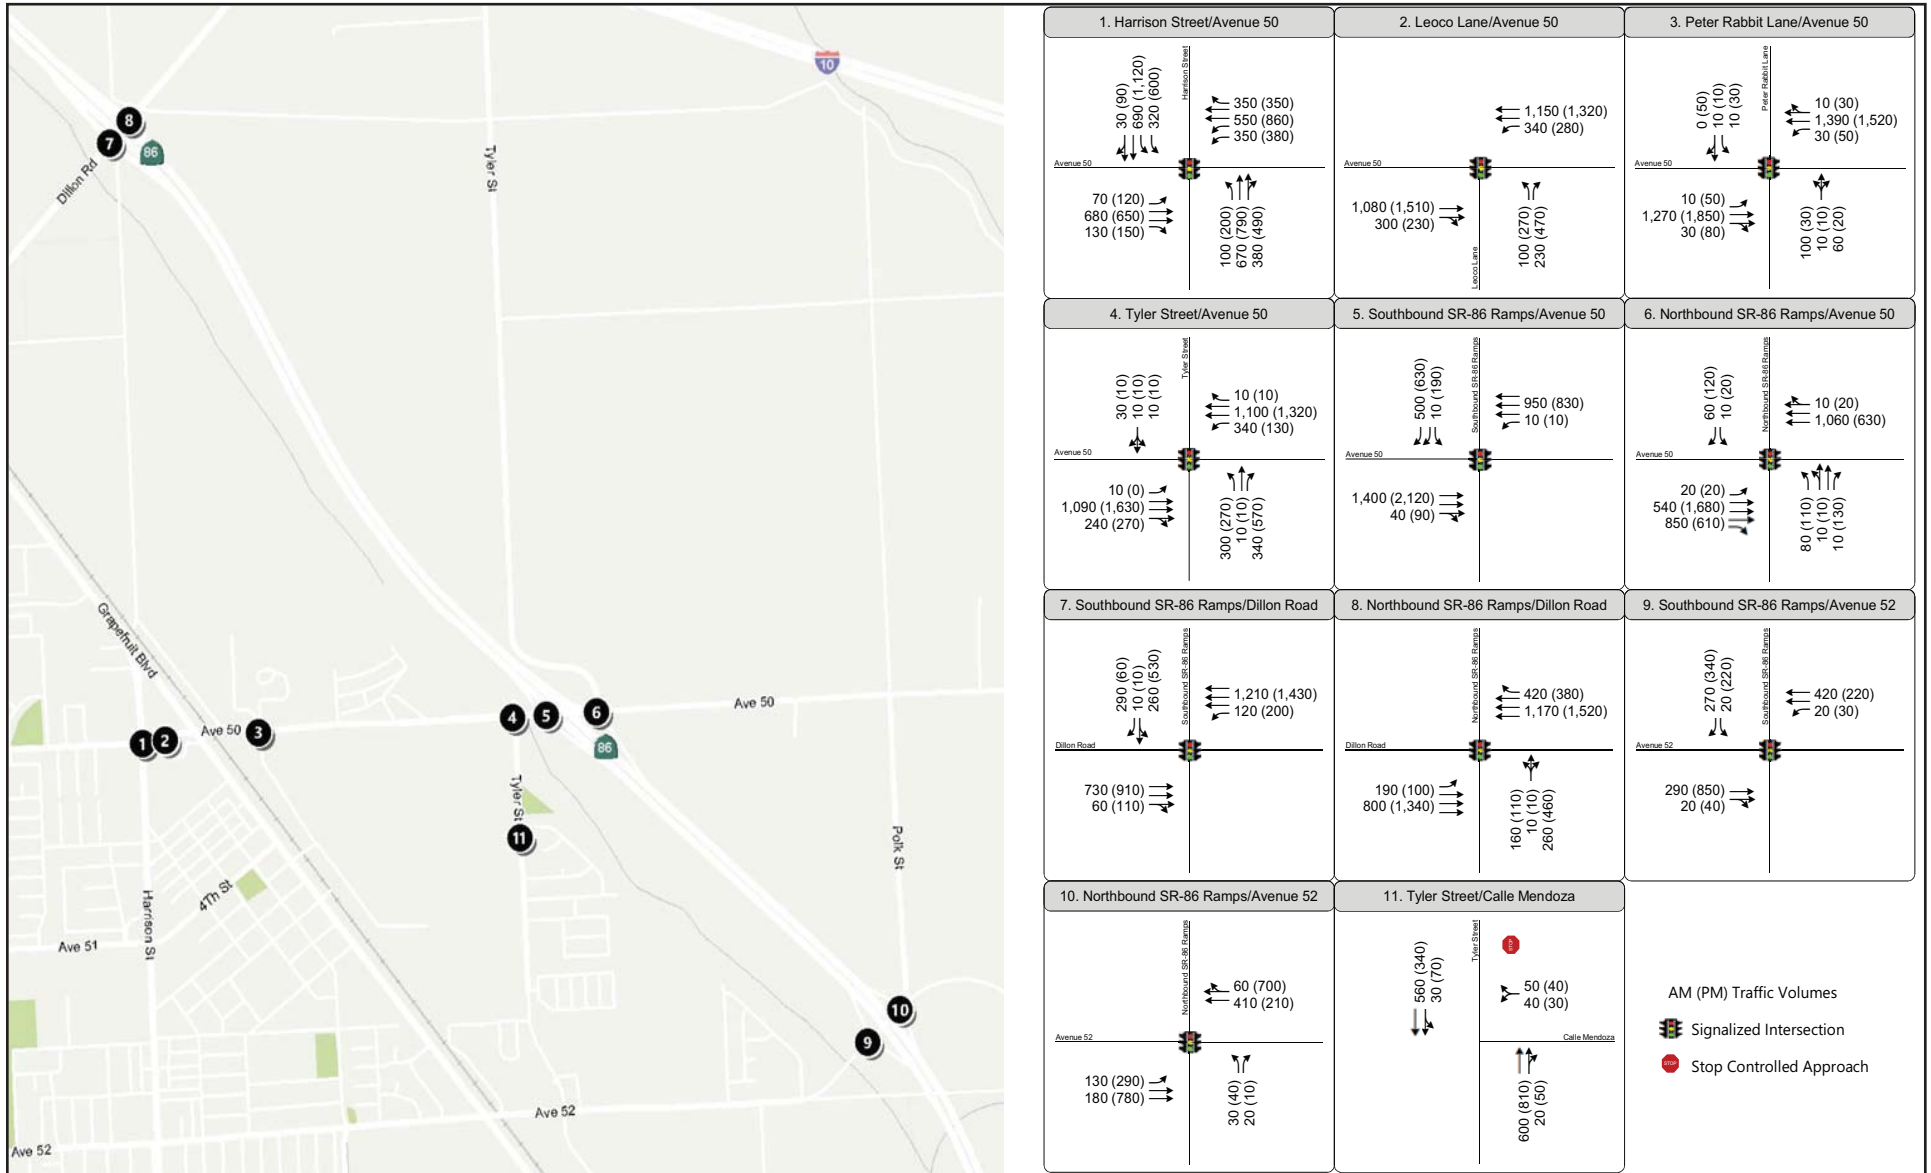 10
8
7
86
Dillon Rd
Tyler St
Grapefruit Blvd
Ave 50
Ave 50
1
2
3
4
5
6
86
Tyler St
11
Polk St
4Th St
Harrison St
Ave 51
10
9
Ave 52
Ave 52
1. Harrison Street/Avenue 50
Harrison Street
30 (90)
690 (1,120)
320 (600)
350 (350)
550 (860)
350 (380)
Avenue 50
70 (120)
680 (650)
130 (150)
100 (200)
670 (790)
380 (490)
2. Leoco Lane/Avenue 50
1,150 (1,320)
340 (280)
1,080 (1,510)
300 (230)
Leoco Lane
100 (270)
230 (470)
3. Peter Rabbit Lane/Avenue 50
Peter Rabbit Lane
0 (50)
10 (10)
10 (30)
10 (30)
1,390 (1,520)
30 (50)
Avenue 50
10 (50)
1,270 (1,850)
30 (80)
100 (30)
10 (10)
60 (20)
4. Tyler Street/Avenue 50
Tyler Street
30 (10)
10 (10)
10 (10)
10 (10)
1,100 (1,320)
340 (130)
Avenue 50
10 (0)
1,090 (1,630)
240 (270)
300 (270)
10 (10)
340 (570)
5. Southbound SR-86 Ramps/Avenue 50
Southbound SR-86 Ramps
500 (630)
10 (190)
950 (830)
10 (10)
Avenue 50
1,400 (2,120)
40 (90)
6. Northbound SR-86 Ramps/Avenue 50
Northbound SR-86 Ramps
60 (120)
10 (20)
10 (20)
1,060 (630)
Avenue 50
20 (20)
540 (1,680)
850 (610)
80 (110)
10 (10)
10 (130)
7. Southbound SR-86 Ramps/Dillon Road
Southbound SR-86 Ramps
290 (60)
10 (10)
260 (530)
1,210 (1,430)
120 (200)
Dillon Road
730 (910)
60 (110)
8. Northbound SR-86 Ramps/Dillon Road
Northbound SR-86 Ramps
420 (380)
1,170 (1,520)
Dillon Road
190 (100)
800 (1,340)
160 (110)
10 (10)
260 (460)
9. Southbound SR-86 Ramps/Avenue 52
Southbound SR-86 Ramps
270 (340)
20 (220)
420 (220)
20 (30)
Avenue 52
290 (850)
20 (40)
10. Northbound SR-86 Ramps/Avenue 52
Northbound SR-86 Ramps
60 (700)
410 (210)
Avenue 52
130 (290)
180 (780)
30 (40)
20 (10)
11. Tyler Street/Calle Mendoza
Tyler Street
STOP
560 (340)
30 (70)
50 (40)
40 (30)
Calle Mendoza
600 (810)
20 (50)
AM (PM) Traffic Volumes
Signalized Intersection
STOP
Stop Controlled Approach